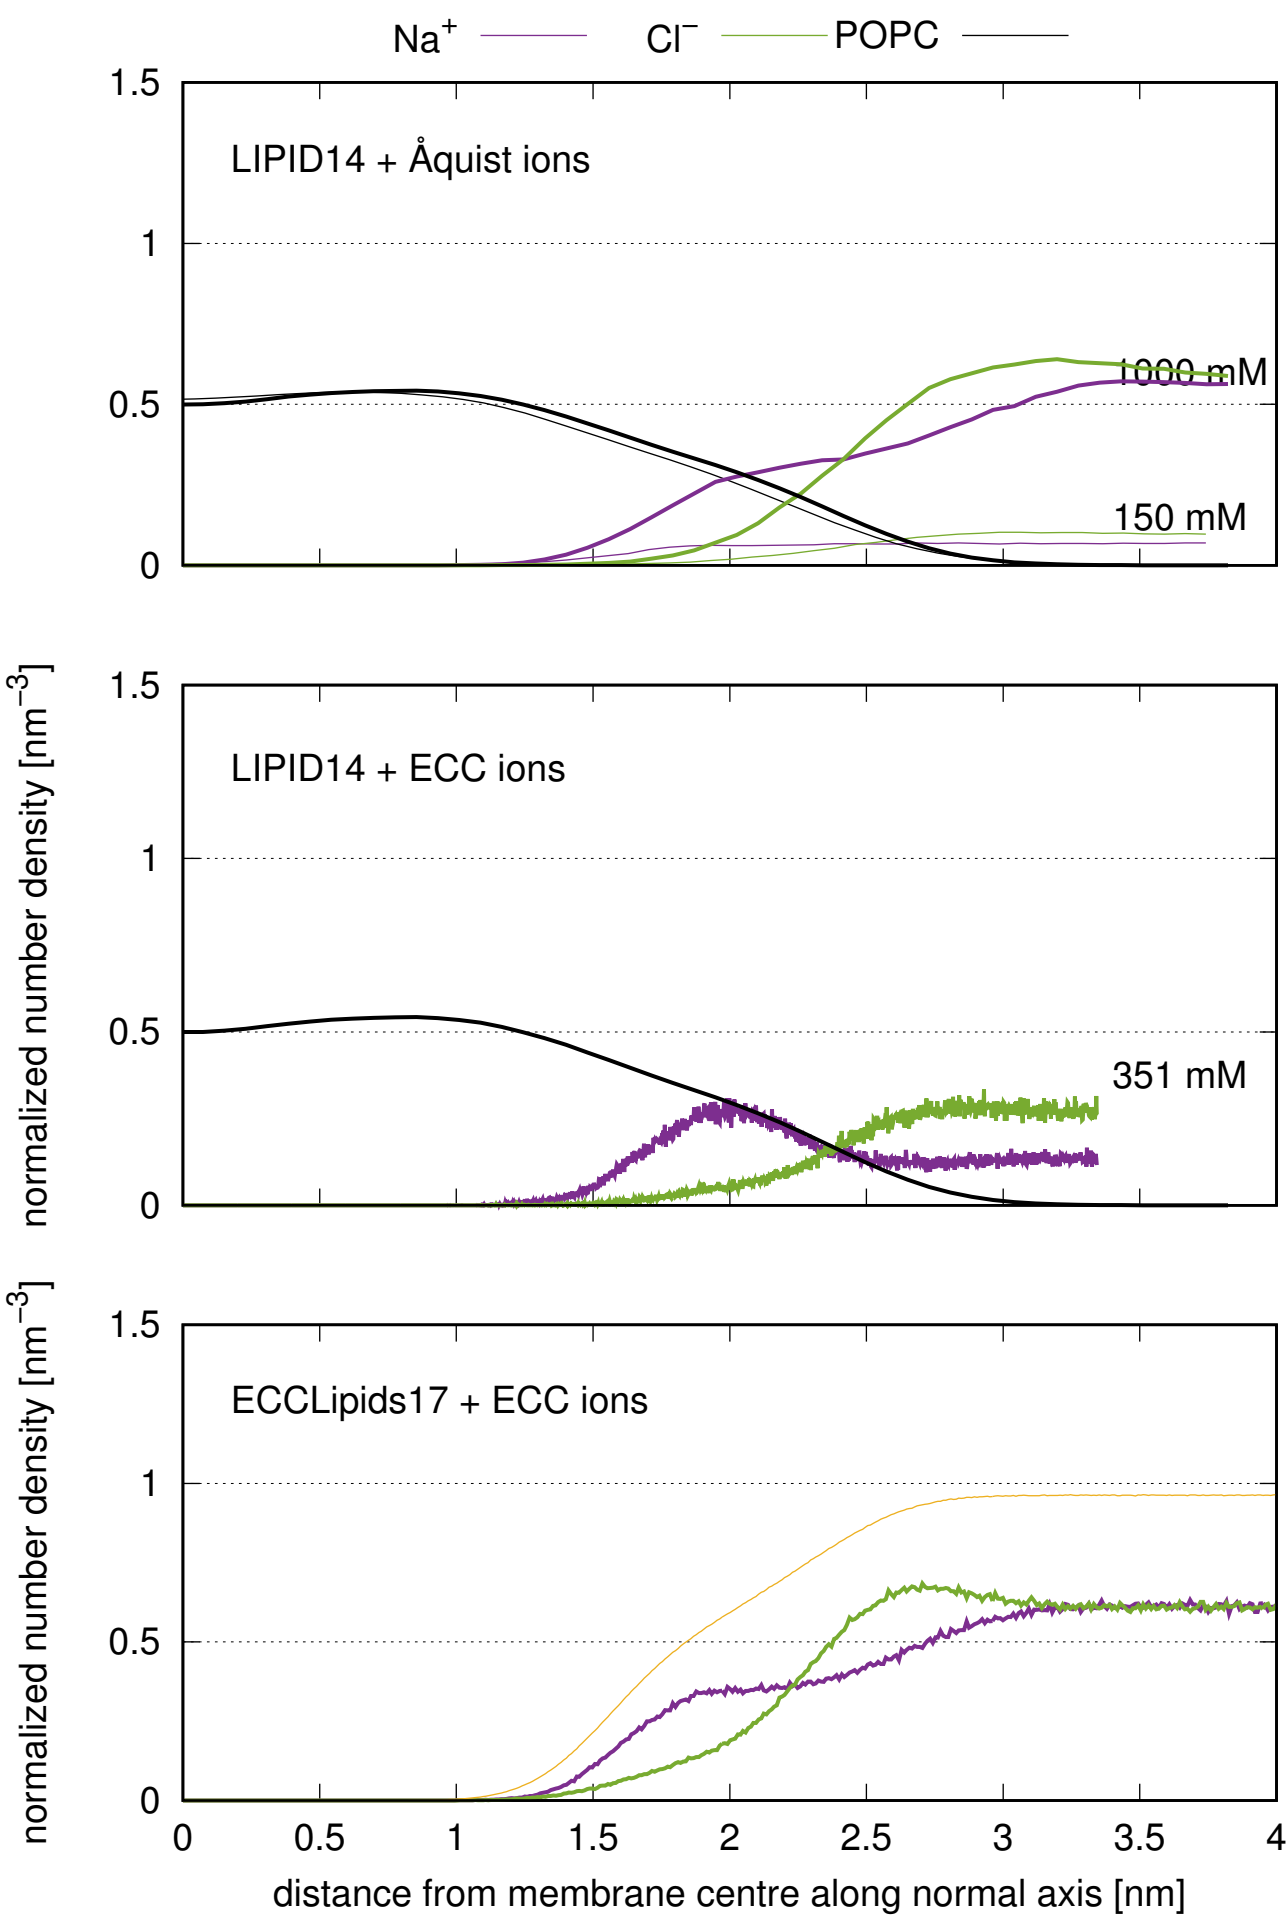 Na⁺ Cl⁻ POPC
1.5
LIPID14 + Åquist ions
1
1000 mM
0.5
150 mM
0
normalized number density [nm⁻³]
1.5
LIPID14 + ECC ions
1
0.5
351 mM
0
normalized number density [nm⁻³]
1.5
ECCLipids17 + ECC ions
1
0.5
0
0 0.5 1 1.5 2 2.5 3 3.5 4
distance from membrane centre along normal axis [nm]